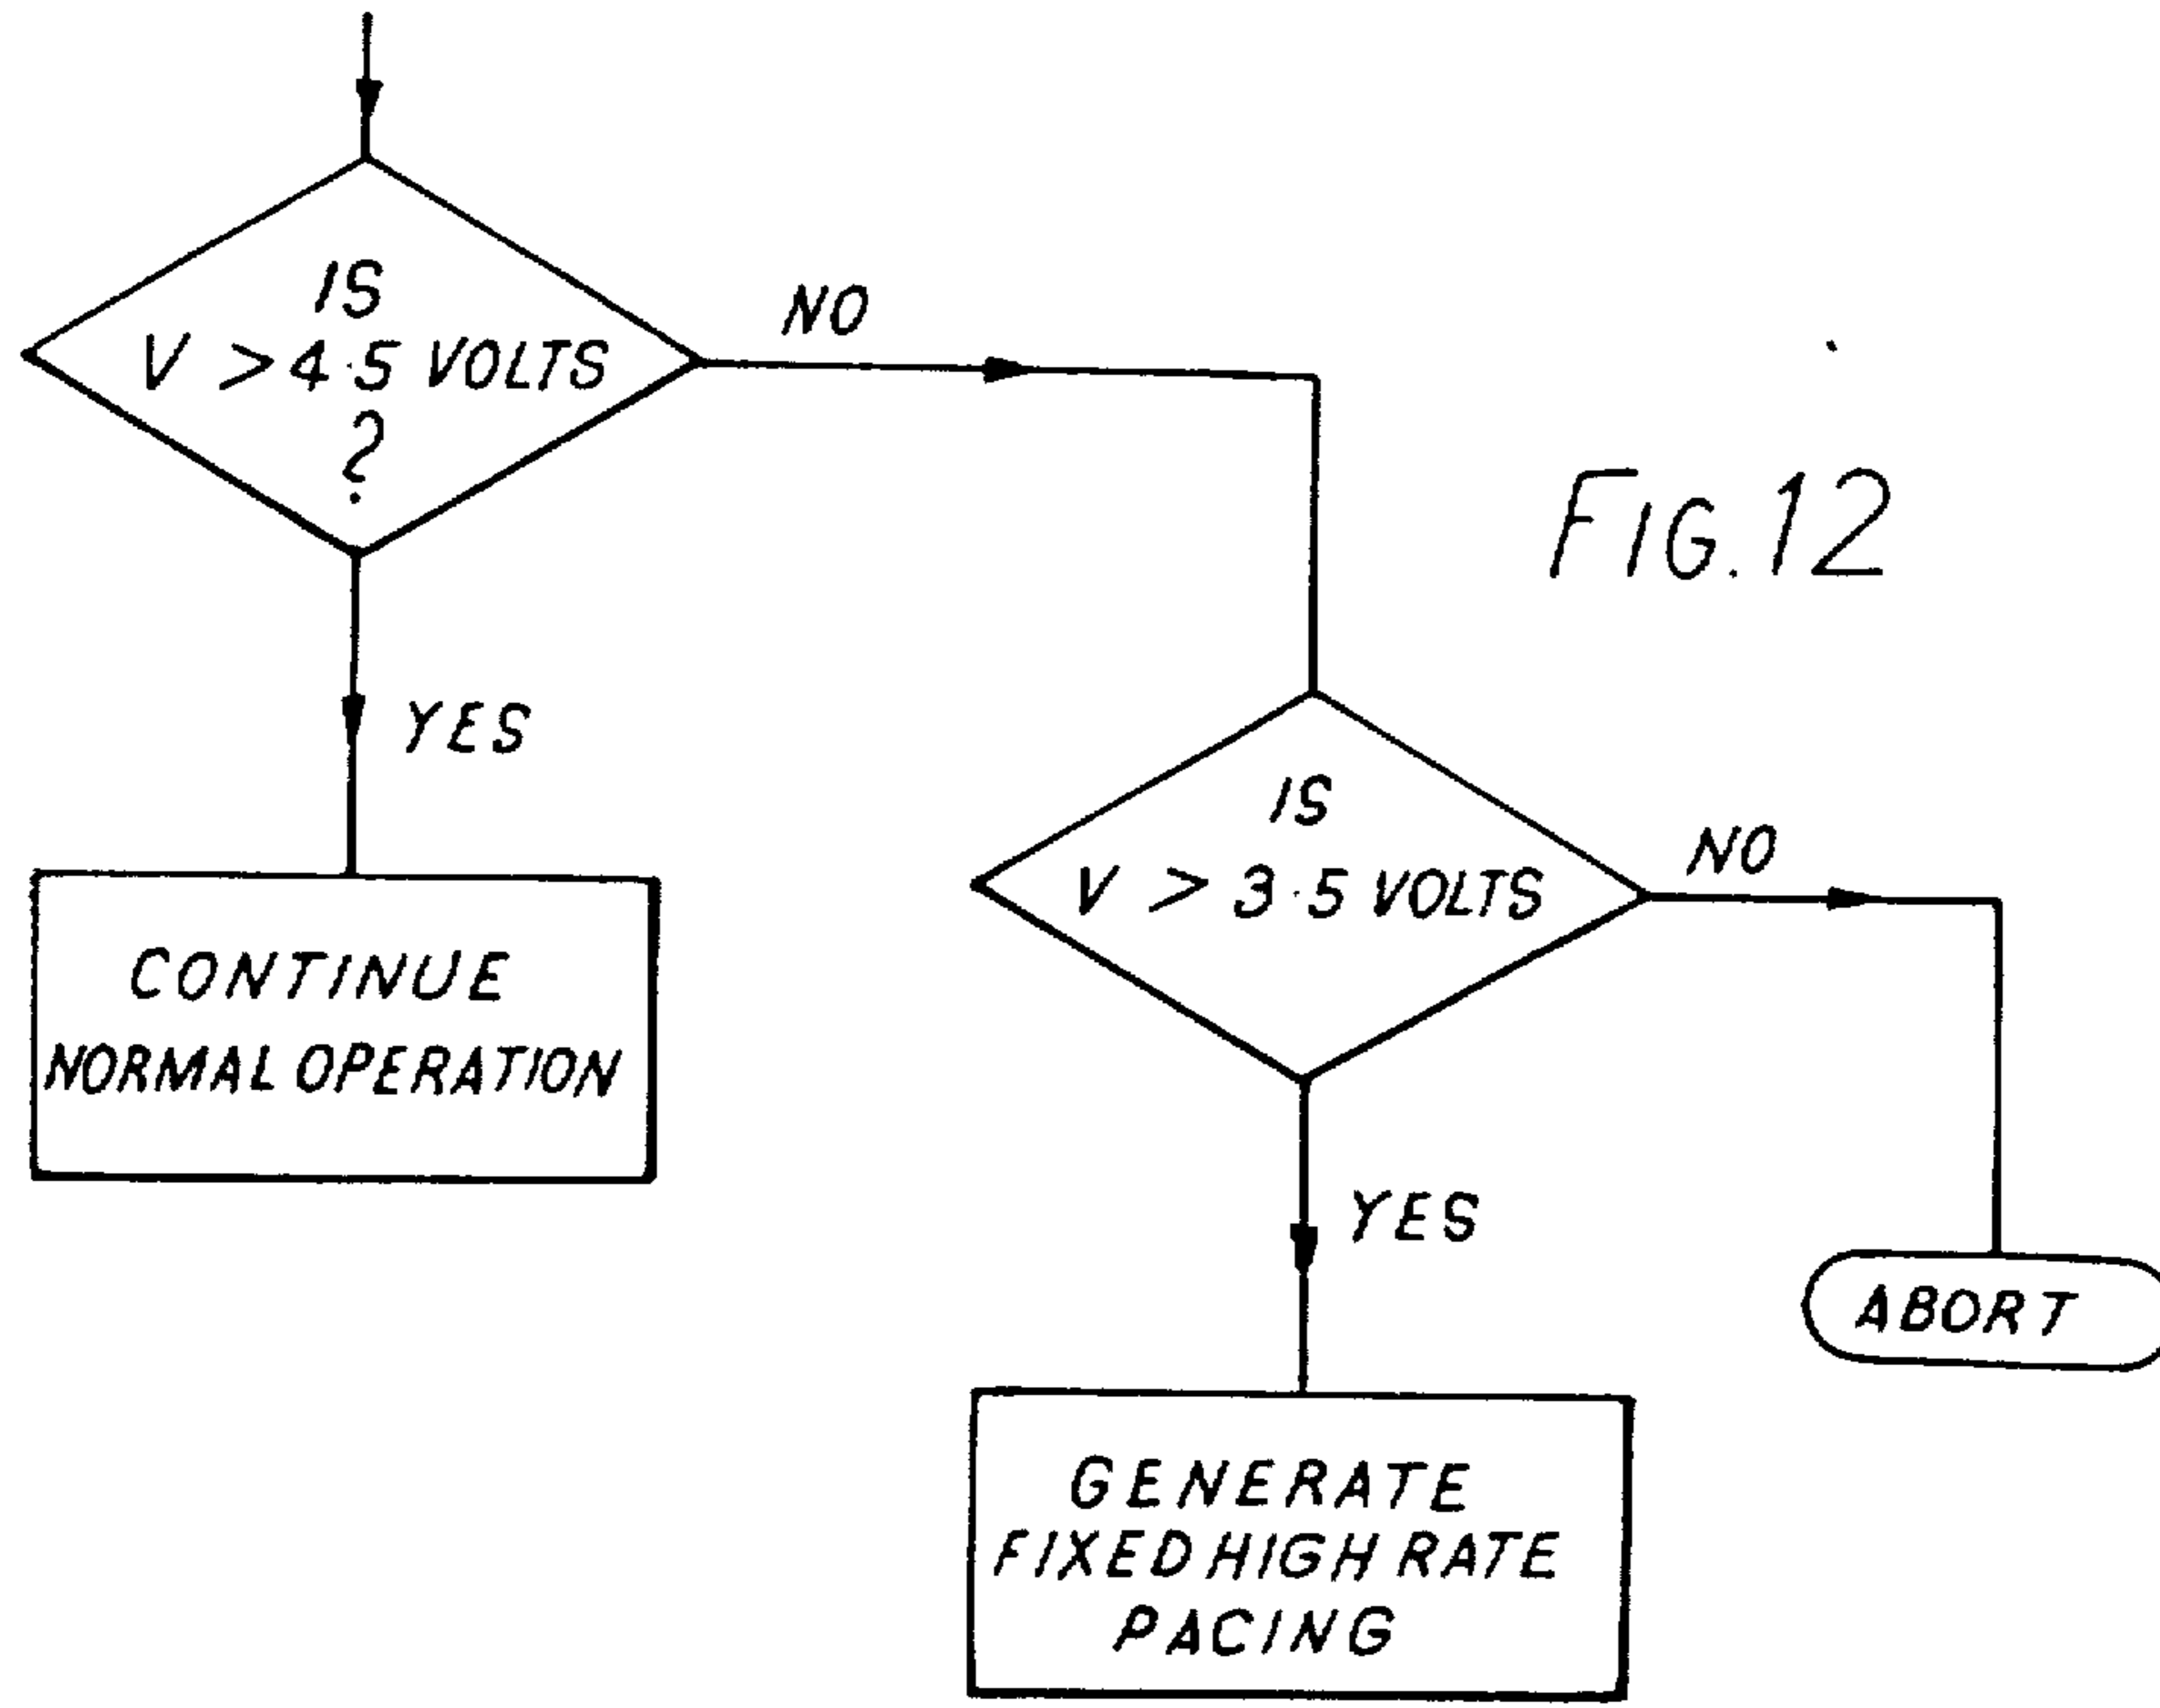 IS
V > 4·5 VOLTS
?
NO
FIG. 12
YES
IS
V > 3·5 VOLTS
NO
CONTINUE
NORMAL OPERATION
YES
ABORT
GENERATE
FIXED HIGH RATE
PACING